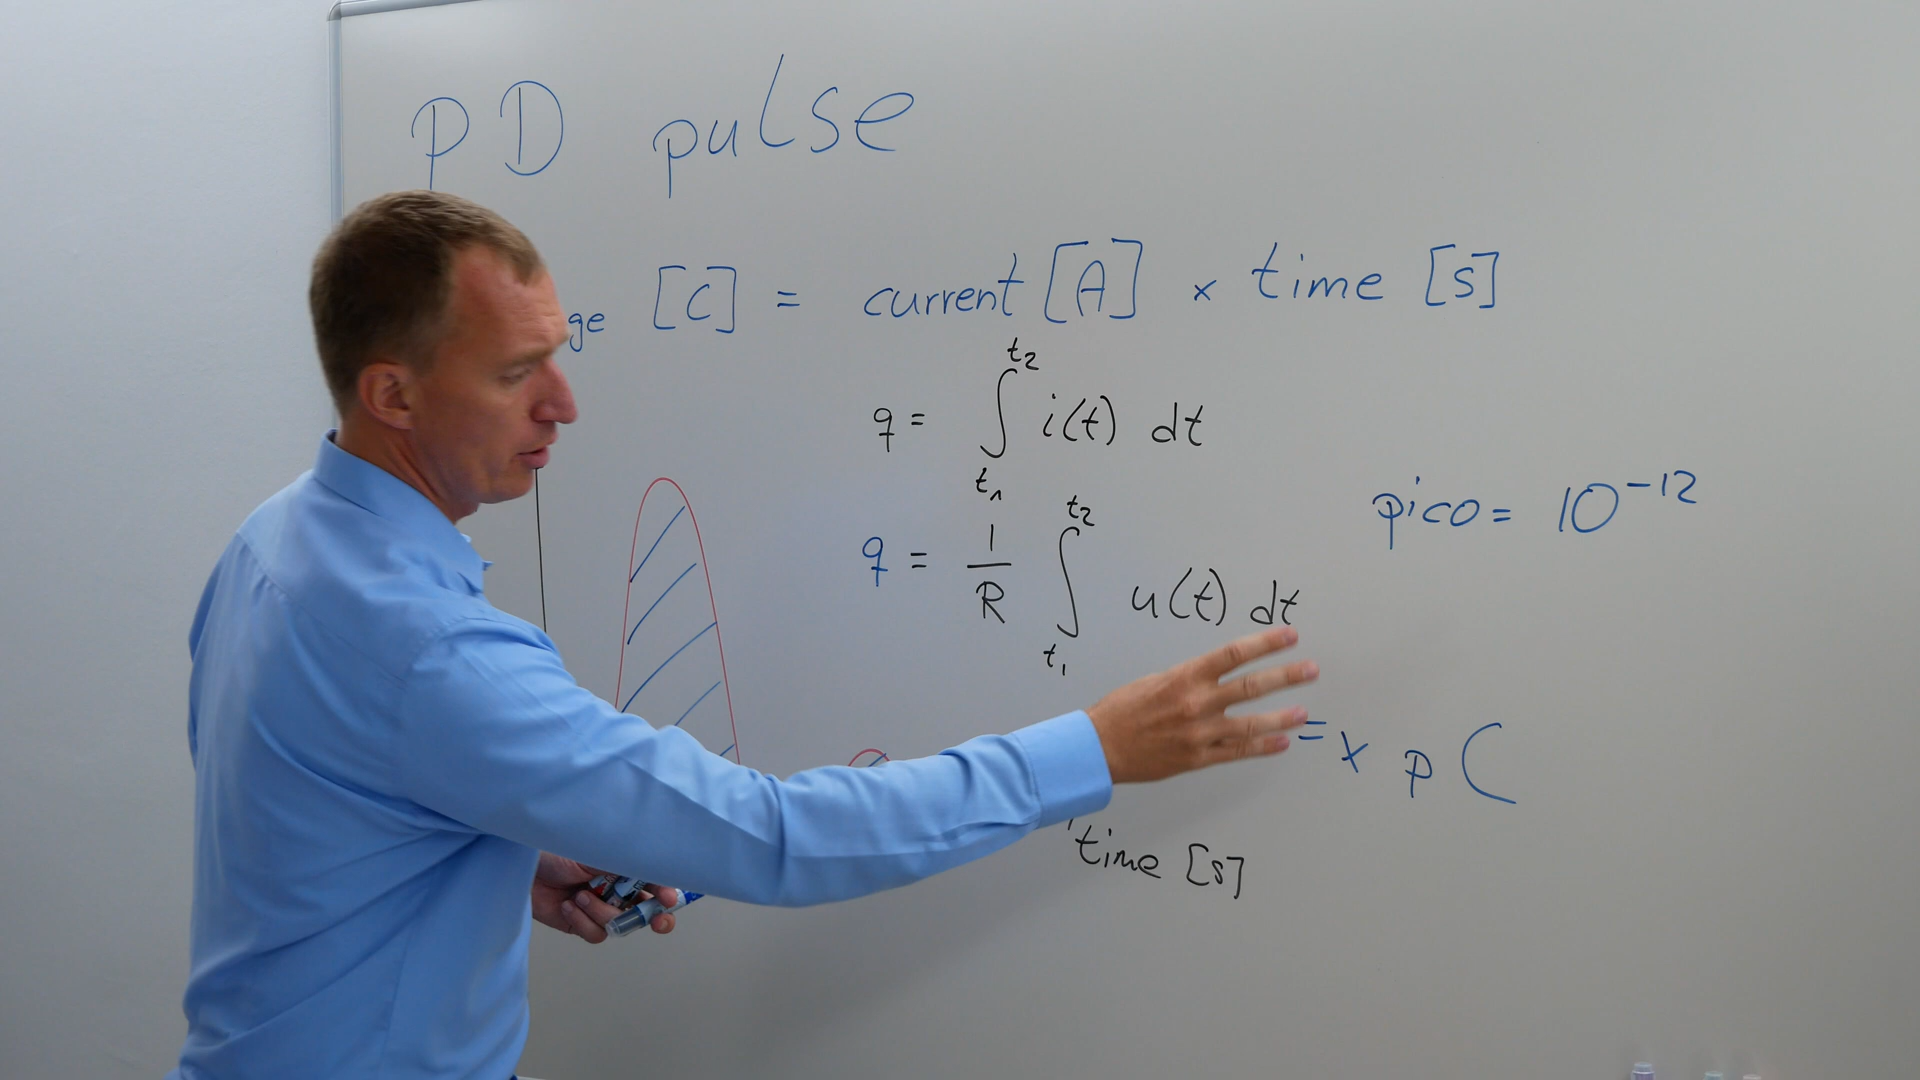 PD pulse
ge [C] = current [A] × time [s]
q = ∫ t₁ t₂ i(t) dt
pico = 10⁻¹²
q = 1/R ∫ t₁ t₂ u(t) dt
= x pC
time [s]